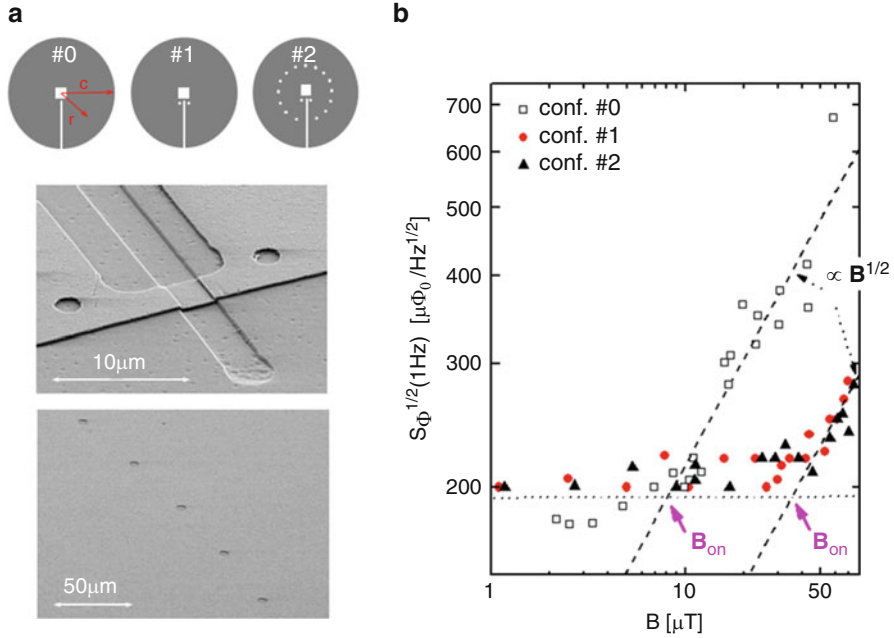 a
#0
#1
#2
c
r
10μm
50μm
b
700
600
500
400
300
200
S_Φ^1/2(1Hz) [μΦ_0/Hz^1/2]
conf. #0
conf. #1
conf. #2
∝ B^1/2
B_on
B_on
1
10
50
B [μT]